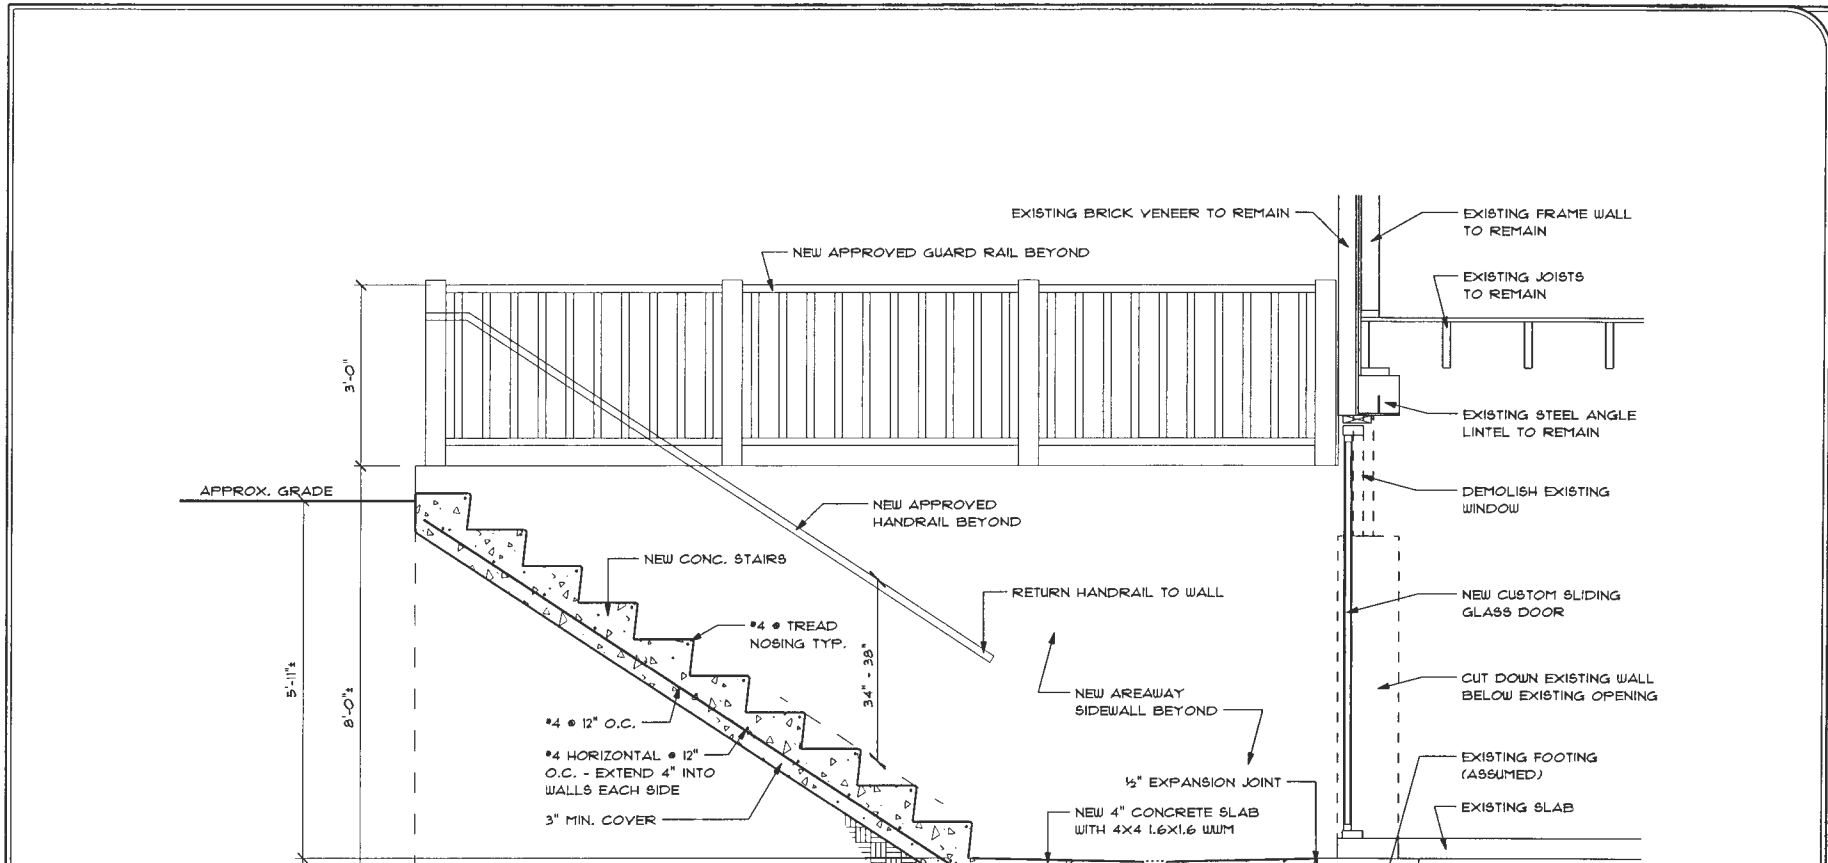 EXISTING BRICK VENEER TO REMAIN
EXISTING FRAME WALL
TO REMAIN
NEW APPROVED GUARD RAIL BEYOND
EXISTING JOISTS
TO REMAIN
3'-0"
EXISTING STEEL ANGLE
LINTEL TO REMAIN
APPROX. GRADE
NEW APPROVED
HANDRAIL BEYOND
DEMOLISH EXISTING
WINDOW
NEW CONC. STAIRS
RETURN HANDRAIL TO WALL
NEW CUSTOM SLIDING
GLASS DOOR
#4 @ TREAD
NOSING TYP.
34" - 38"
5'-11"±
8'-0"±
NEW AREAWAY
SIDEWALL BEYOND
CUT DOWN EXISTING WALL
BELOW EXISTING OPENING
#4 @ 12" O.C.
#4 HORIZONTAL @ 12"
O.C. - EXTEND 4" INTO
WALLS EACH SIDE
3" MIN. COVER
½" EXPANSION JOINT
EXISTING FOOTING
(ASSUMED)
NEW 4" CONCRETE SLAB
WITH 4X4 1.6X1.6 WWM
EXISTING SLAB